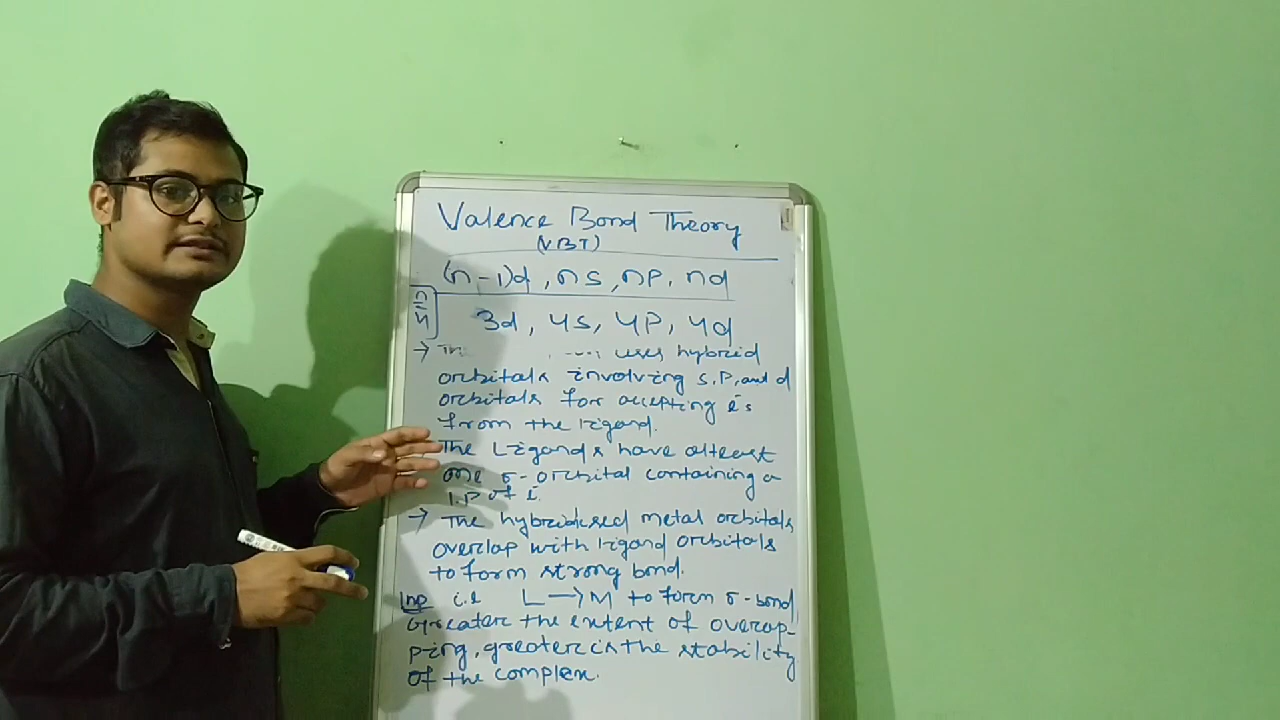 Valence Bond Theory
(VBT)
(n-1)d, ns, np, nd
n=4
3d, 4s, 4p, 4d
→ uses hybrid
orbitals involving s, p, and d
orbitals for accepting e⁻s
from the ligand.
The Ligands have atleast
one σ-orbital containing a
l.p of e⁻
→ The hybridised metal orbitals
overlap with ligand orbitals
to form strong bond.
Imp i.e L → M to form σ-bond
Greater the extent of overap-
ping, greater is the stability
of the complex.